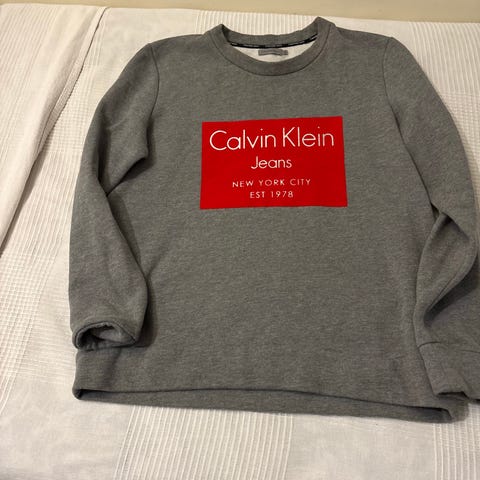 Calvin Klein
Jeans
NEW YORK CITY
EST 1978